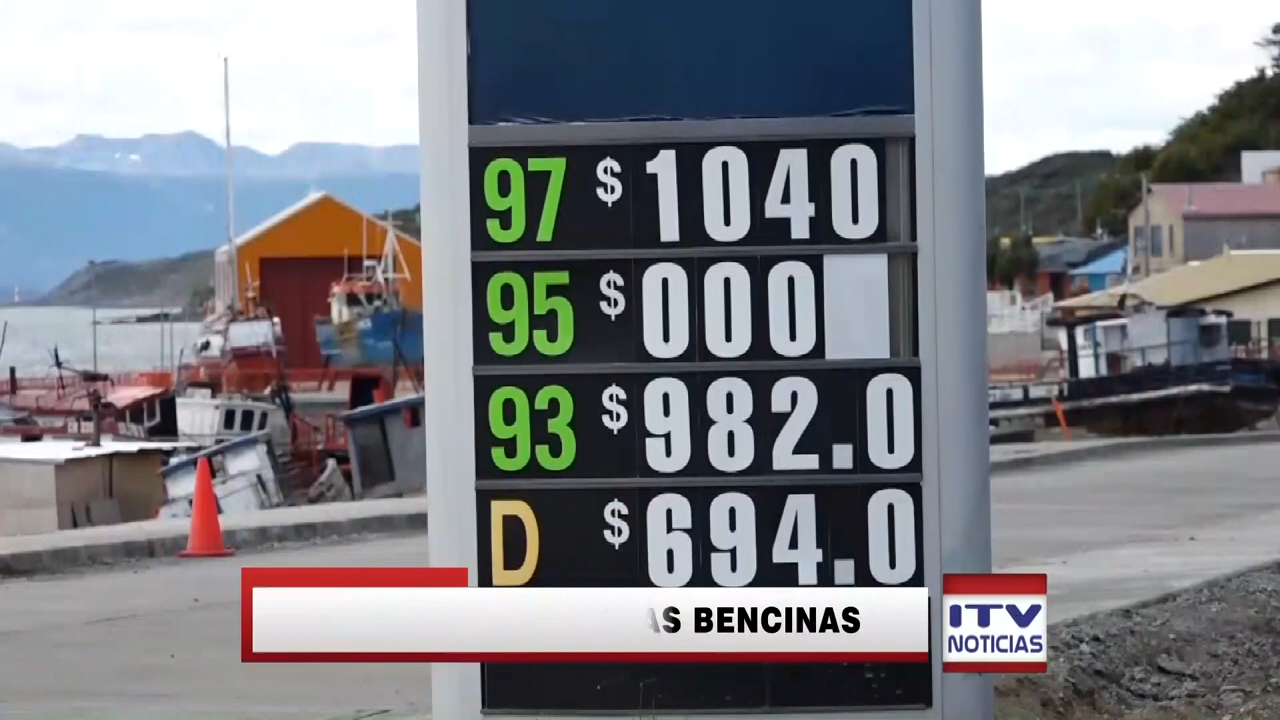 97 $ 1040
95 $ 000
93 $ 982.0
D $ 694.0
AS BENCINAS
ITV
NOTICIAS